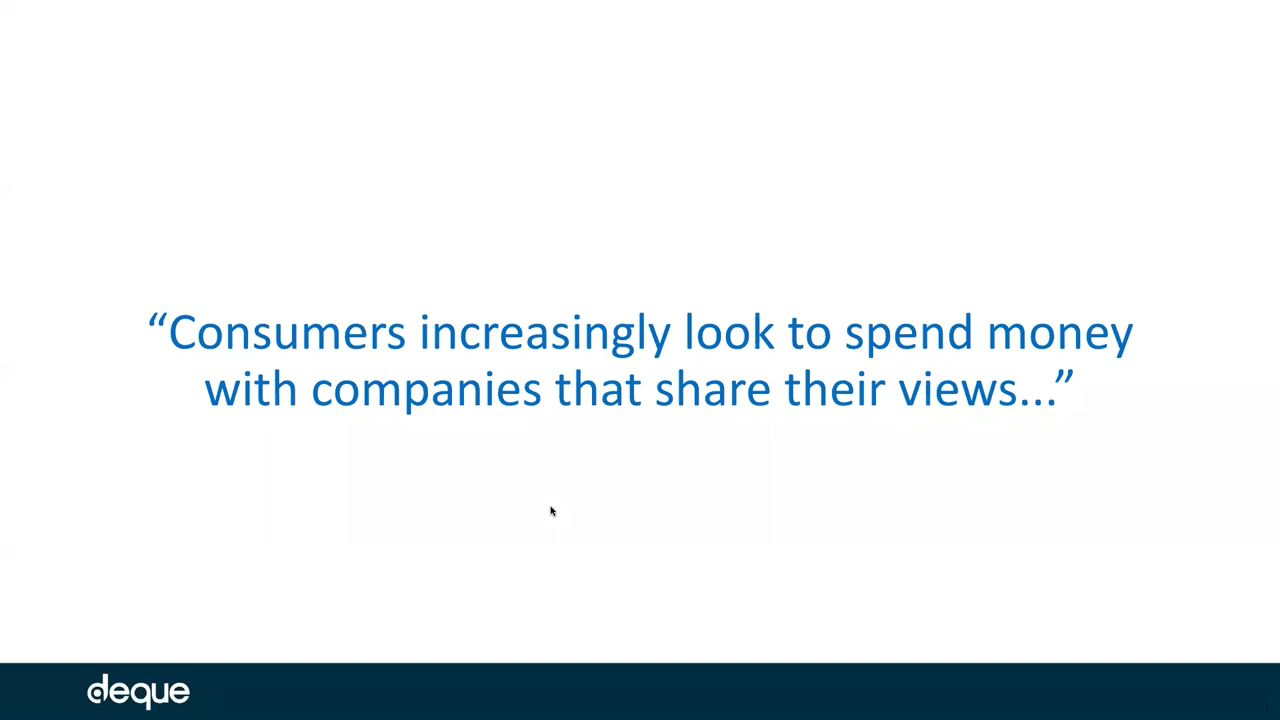 “Consumers increasingly look to spend money
with companies that share their views...”
deque